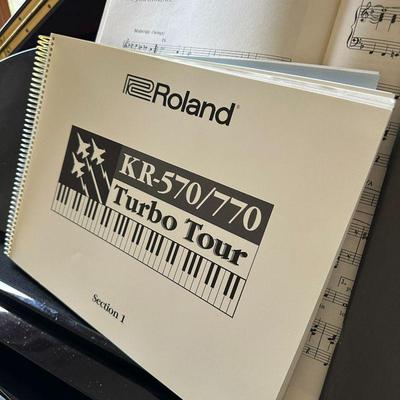 Roland®
KR-570/770
Turbo Tour
Section 1